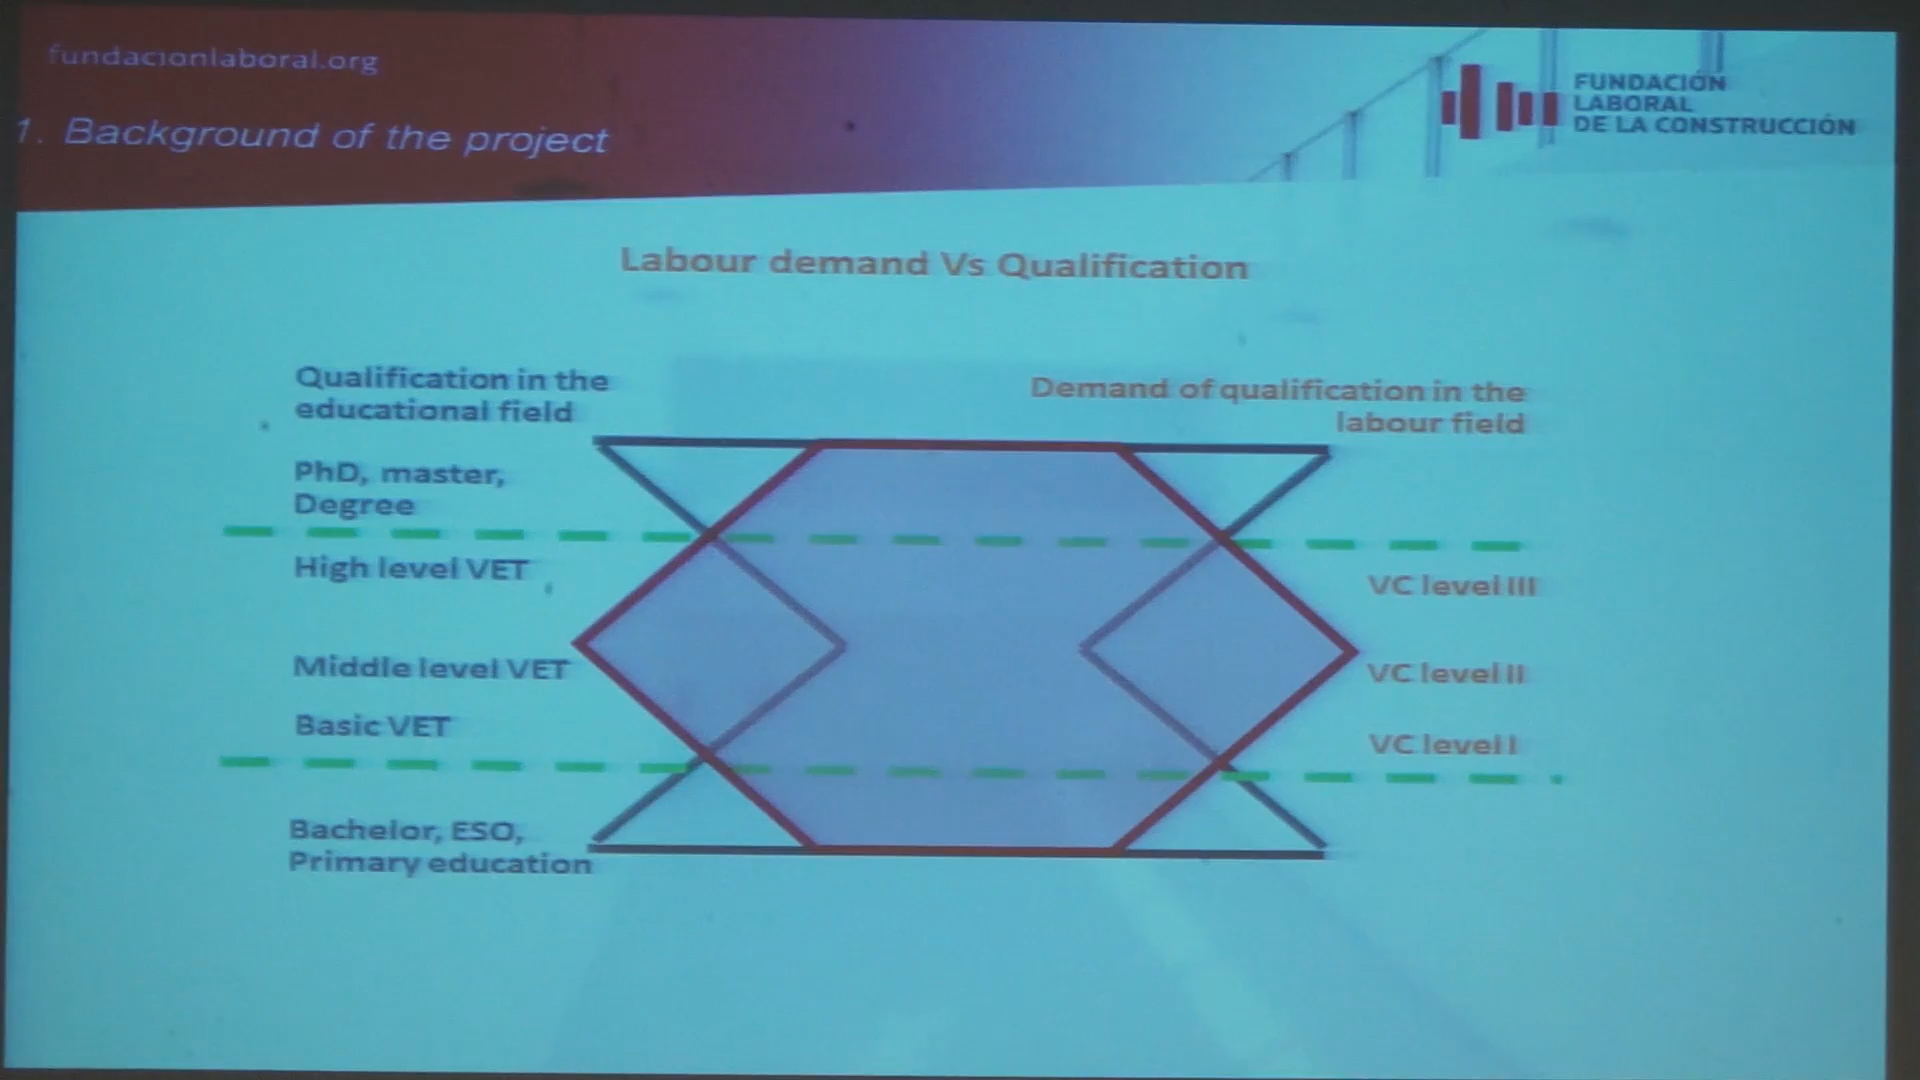 fundacionlaboral.org
1. Background of the project
FUNDACIÓN
LABORAL
DE LA CONSTRUCCIÓN
Labour demand Vs Qualification
Qualification in the
educational field
Demand of qualification in the
labour field
PhD, master,
Degree
High level VET
VC level III
Middle level VET
VC level II
Basic VET
VC level I
Bachelor, ESO,
Primary education